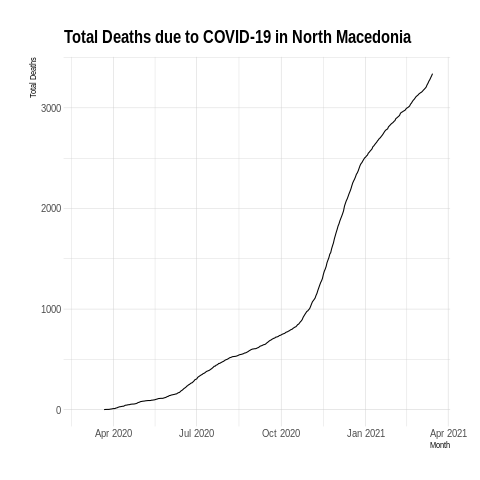 Total Deaths due to COVID-19 in North Macedonia
Total Deaths
3000
2000
1000
0
Apr 2020 Jul 2020 Oct 2020 Jan 2021 Apr 2021
Month